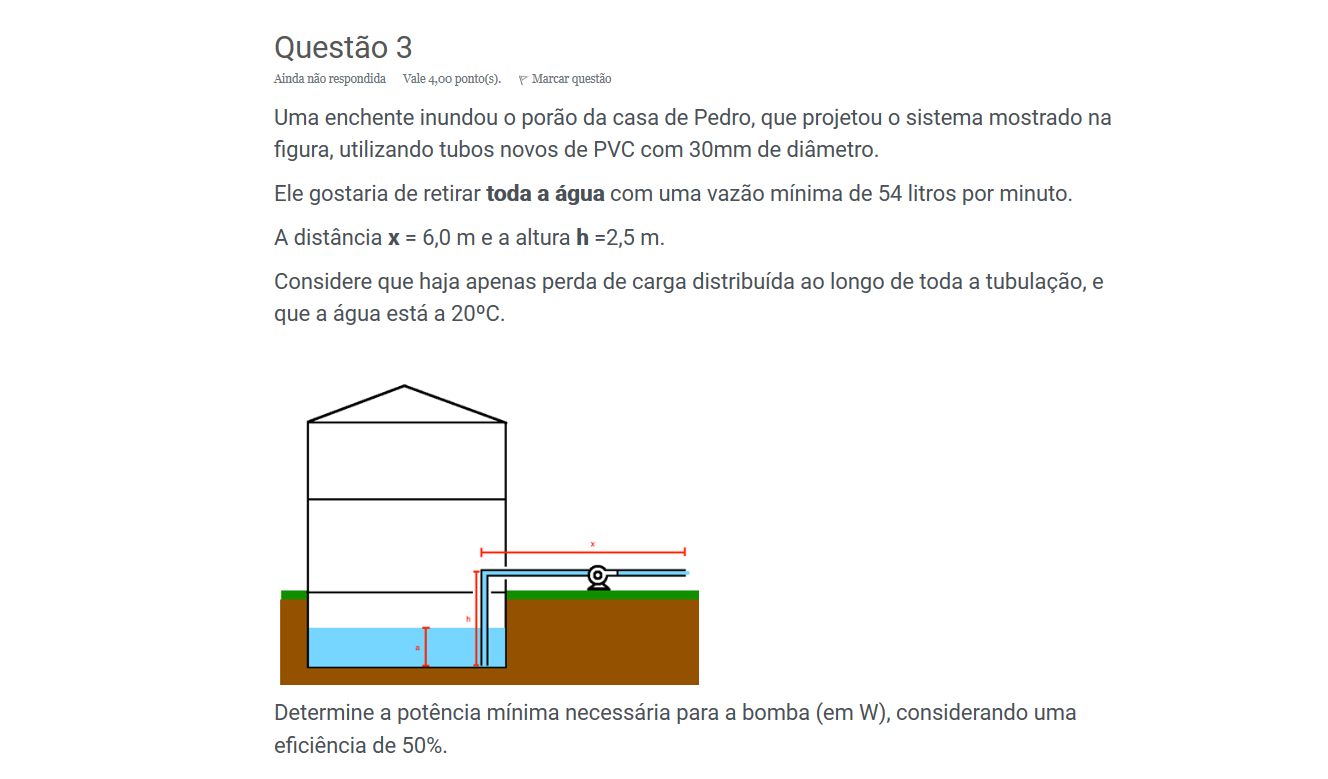 Questão 3
Ainda não respondida Vale 4,00 ponto(s). Marcar questão
Uma enchente inundou o porão da casa de Pedro, que projetou o sistema mostrado na
figura, utilizando tubos novos de PVC com 30mm de diâmetro.
Ele gostaria de retirar toda a água com uma vazão mínima de 54 litros por minuto.
A distância x = 6,0 m e a altura h =2,5 m.
Considere que haja apenas perda de carga distribuída ao longo de toda a tubulação, e
que a água está a 20ºC.
x
h
a
Determine a potência mínima necessária para a bomba (em W), considerando uma
eficiência de 50%.